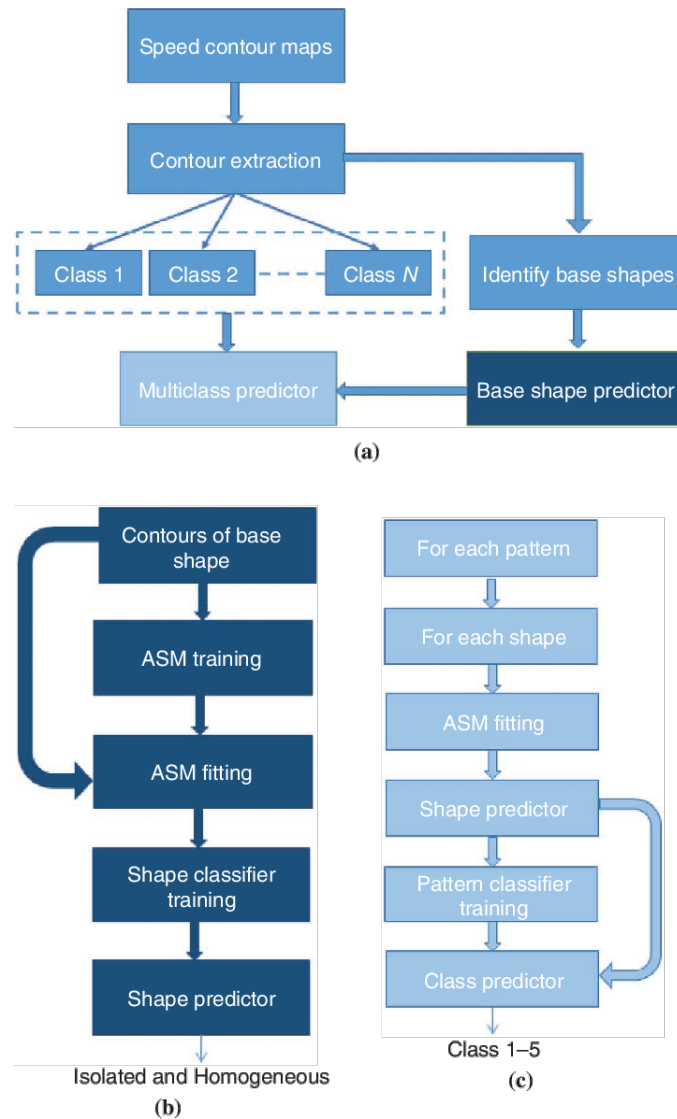 Speed contour maps
Contour extraction
Class 1
Class 2
Class N
Identify base shapes
Multiclass predictor
Base shape predictor
(a)
Contours of base
shape
ASM training
ASM fitting
Shape classifier
training
Shape predictor
Isolated and Homogeneous
(b)
For each pattern
For each shape
ASM fitting
Shape predictor
Pattern classifier
training
Class predictor
Class 1–5
(c)